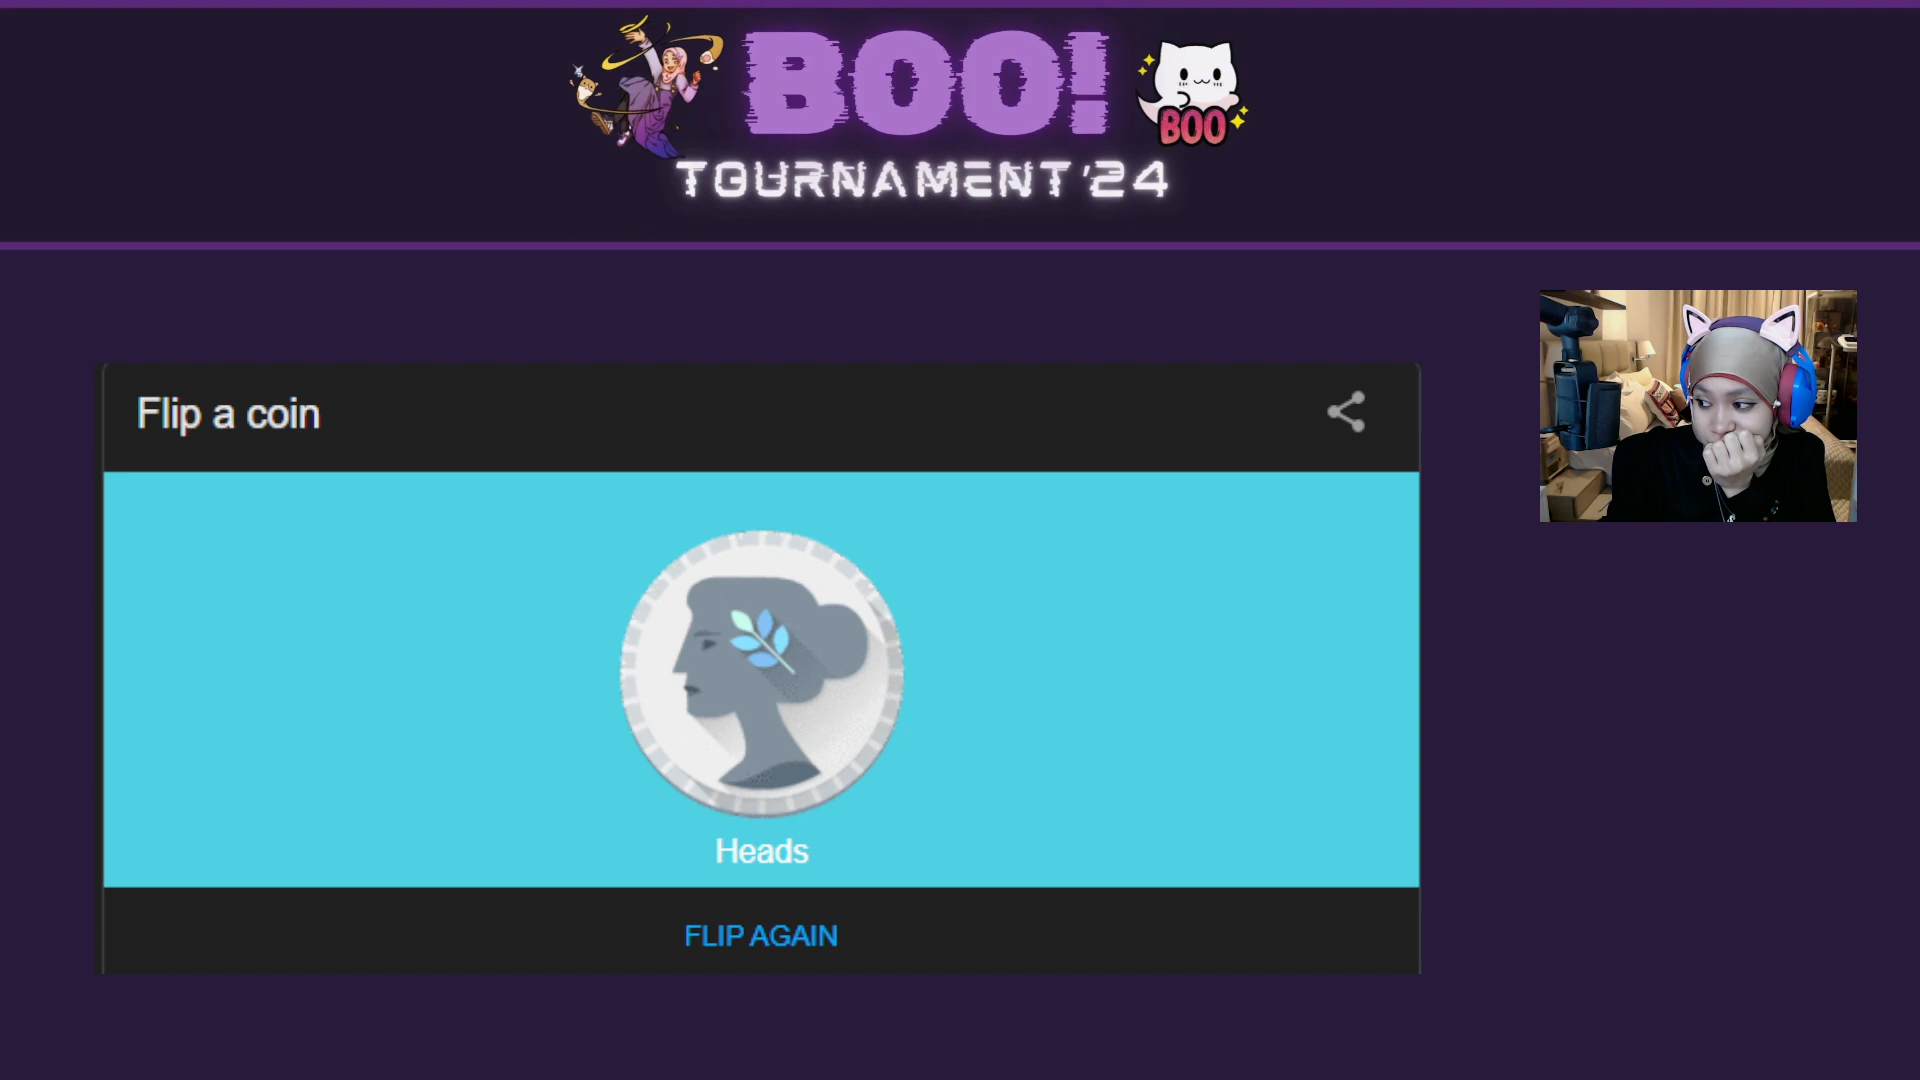 BOO!
BOO
TOURNAMENT'24
Flip a coin
Heads
FLIP AGAIN